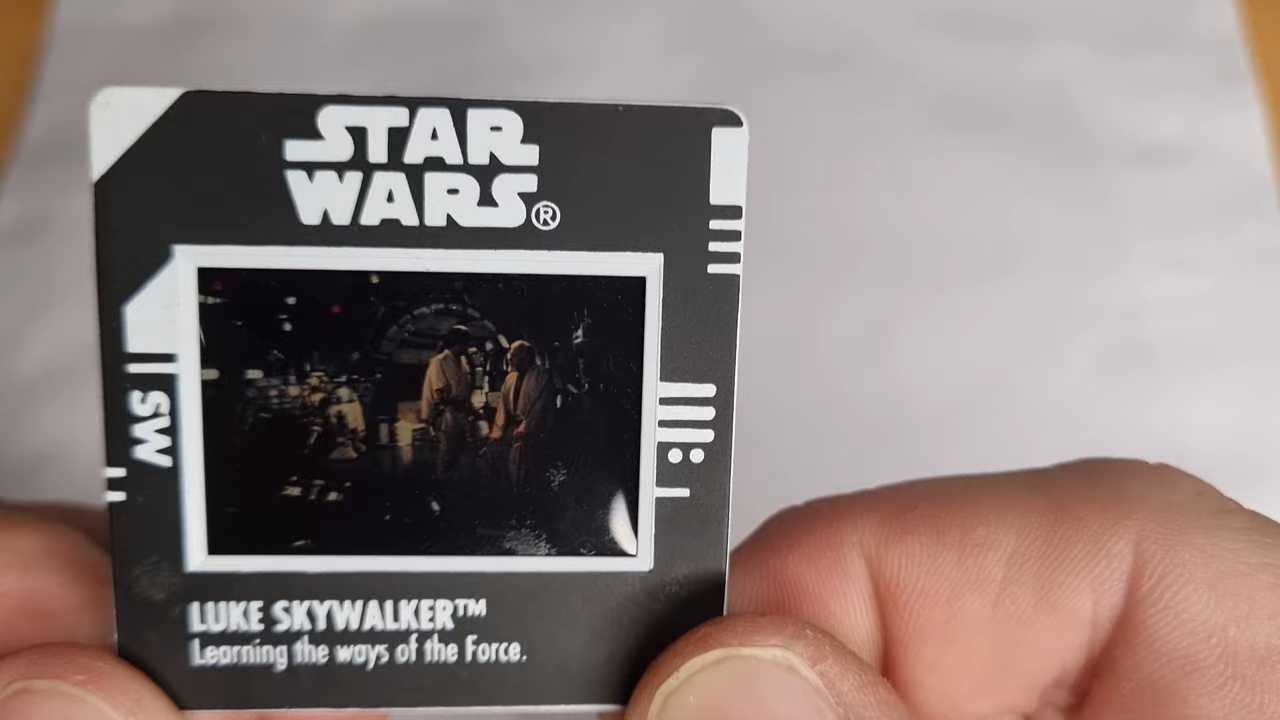 STAR
WARS®
SW
LUKE SKYWALKER™
Learning the ways of the Force.